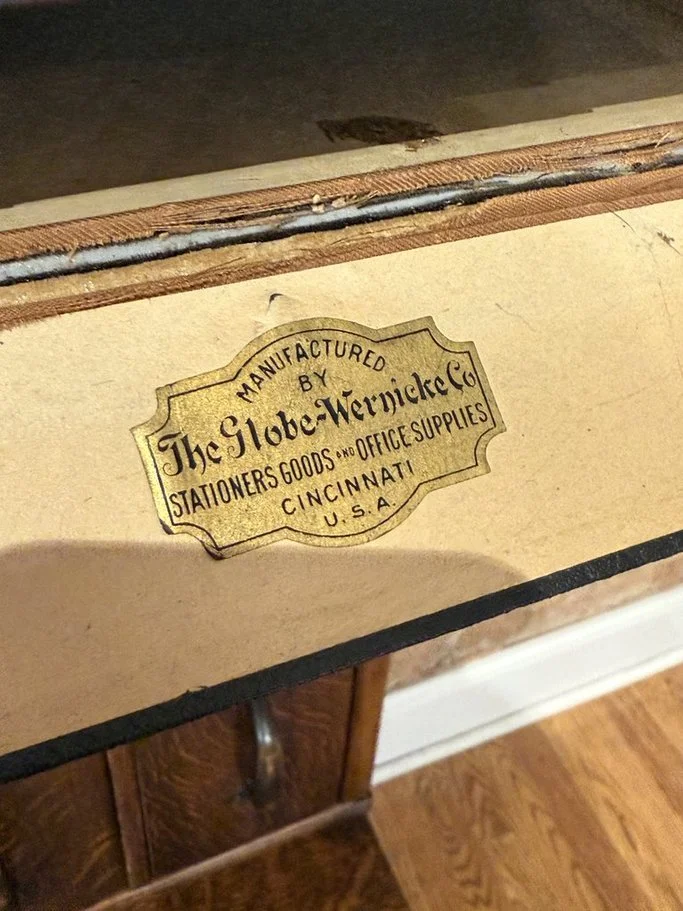 MANUFACTURED
BY
The Globe-Wernicke Co
STATIONERS GOODS AND OFFICE SUPPLIES
CINCINNATI
U.S.A.